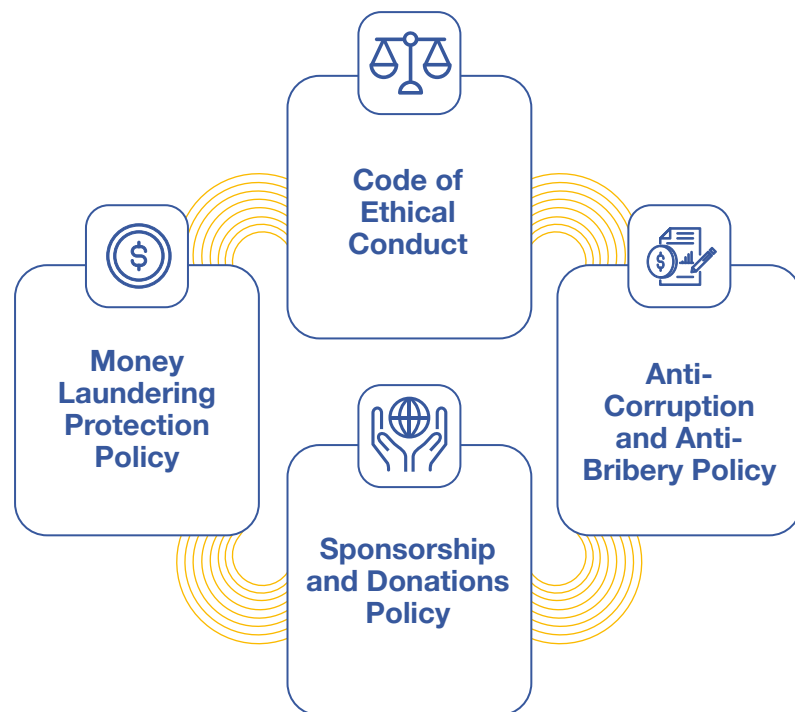 Code of
Ethical
Conduct
Money
Laundering
Protection
Policy
Anti-
Corruption
and Anti-
Bribery Policy
Sponsorship
and Donations
Policy
$
$